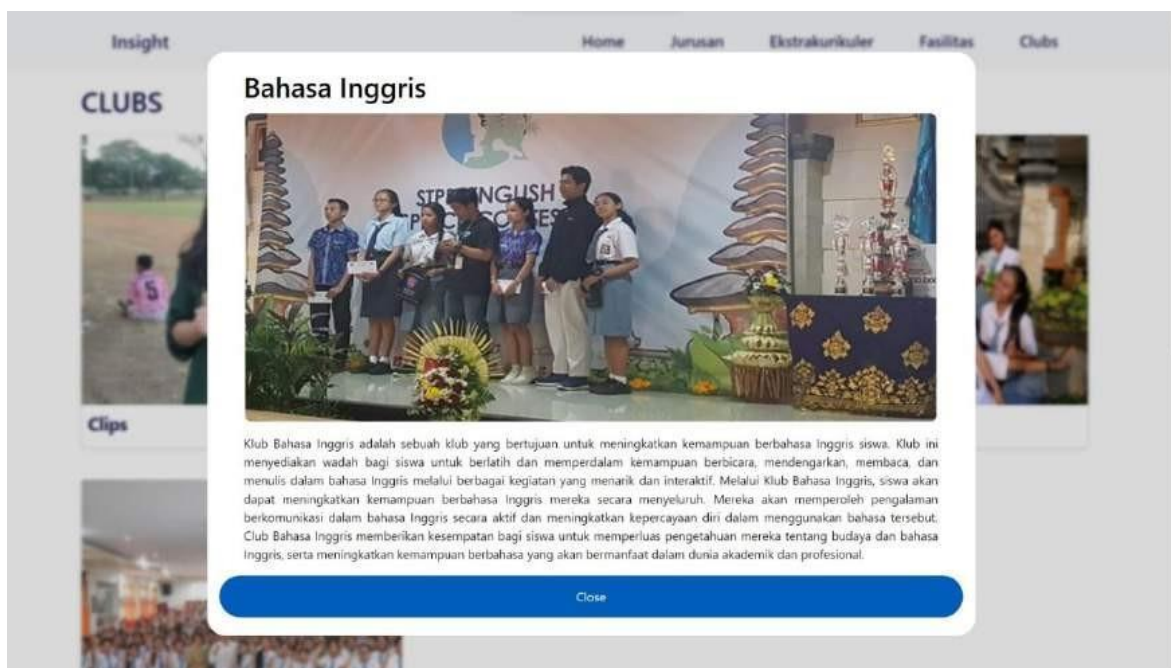 Insight
Home Jurusan Ekstrakurikuler Fasilitas Clubs
CLUBS
Clips
Bahasa Inggris
STPB ENGLISH
SPEECH CONTEST
Klub Bahasa Inggris adalah sebuah klub yang bertujuan untuk meningkatkan kemampuan berbahasa Inggris siswa. Klub ini
menyediakan wadah bagi siswa untuk berlatih dan memperdalam kemampuan berbicara, mendengarkan, membaca, dan
menulis dalam bahasa Inggris melalui berbagai kegiatan yang menarik dan interaktif. Melalui Klub Bahasa Inggris, siswa akan
dapat meningkatkan kemampuan berbahasa Inggris mereka secara menyeluruh. Mereka akan memperoleh pengalaman
berkomunikasi dalam bahasa Inggris secara aktif dan meningkatkan kepercayaan diri dalam menggunakan bahasa tersebut.
Club Bahasa Inggris memberikan kesempatan bagi siswa untuk memperluas pengetahuan mereka tentang budaya dan bahasa
Inggris, serta meningkatkan kemampuan berbahasa yang akan bermanfaat dalam dunia akademik dan profesional.
Close